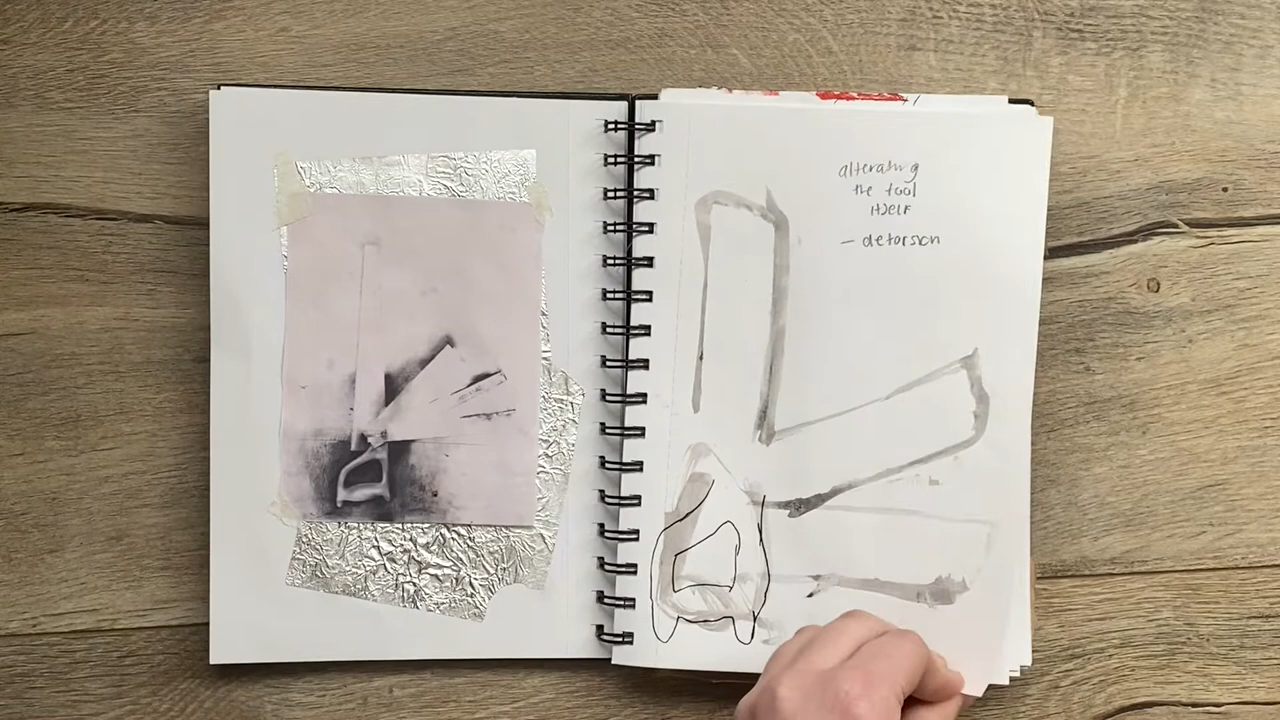 alterating
the tool
itself
– detorsion